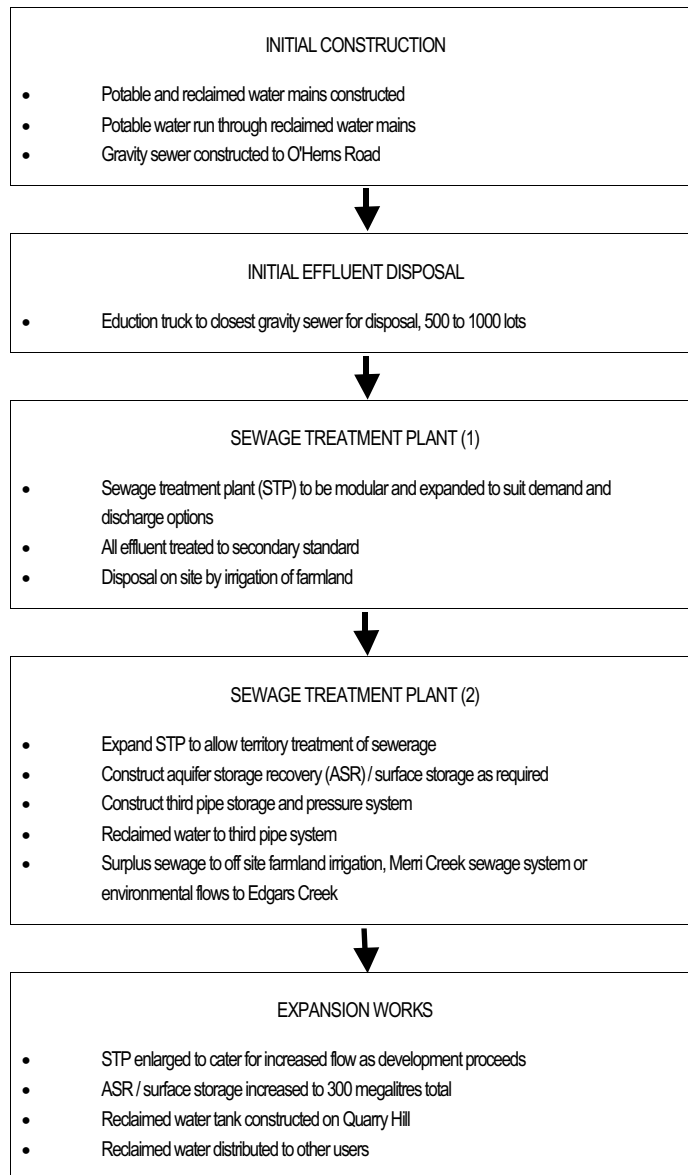 INITIAL CONSTRUCTION
• Potable and reclaimed water mains constructed
• Potable water run through reclaimed water mains
• Gravity sewer constructed to O'Herns Road
INITIAL EFFLUENT DISPOSAL
• Eduction truck to closest gravity sewer for disposal, 500 to 1000 lots
SEWAGE TREATMENT PLANT (1)
• Sewage treatment plant (STP) to be modular and expanded to suit demand and
discharge options
• All effluent treated to secondary standard
• Disposal on site by irrigation of farmland
SEWAGE TREATMENT PLANT (2)
• Expand STP to allow territory treatment of sewerage
• Construct aquifer storage recovery (ASR) / surface storage as required
• Construct third pipe storage and pressure system
• Reclaimed water to third pipe system
• Surplus sewage to off site farmland irrigation, Merri Creek sewage system or
environmental flows to Edgars Creek
EXPANSION WORKS
• STP enlarged to cater for increased flow as development proceeds
• ASR / surface storage increased to 300 megalitres total
• Reclaimed water tank constructed on Quarry Hill
• Reclaimed water distributed to other users